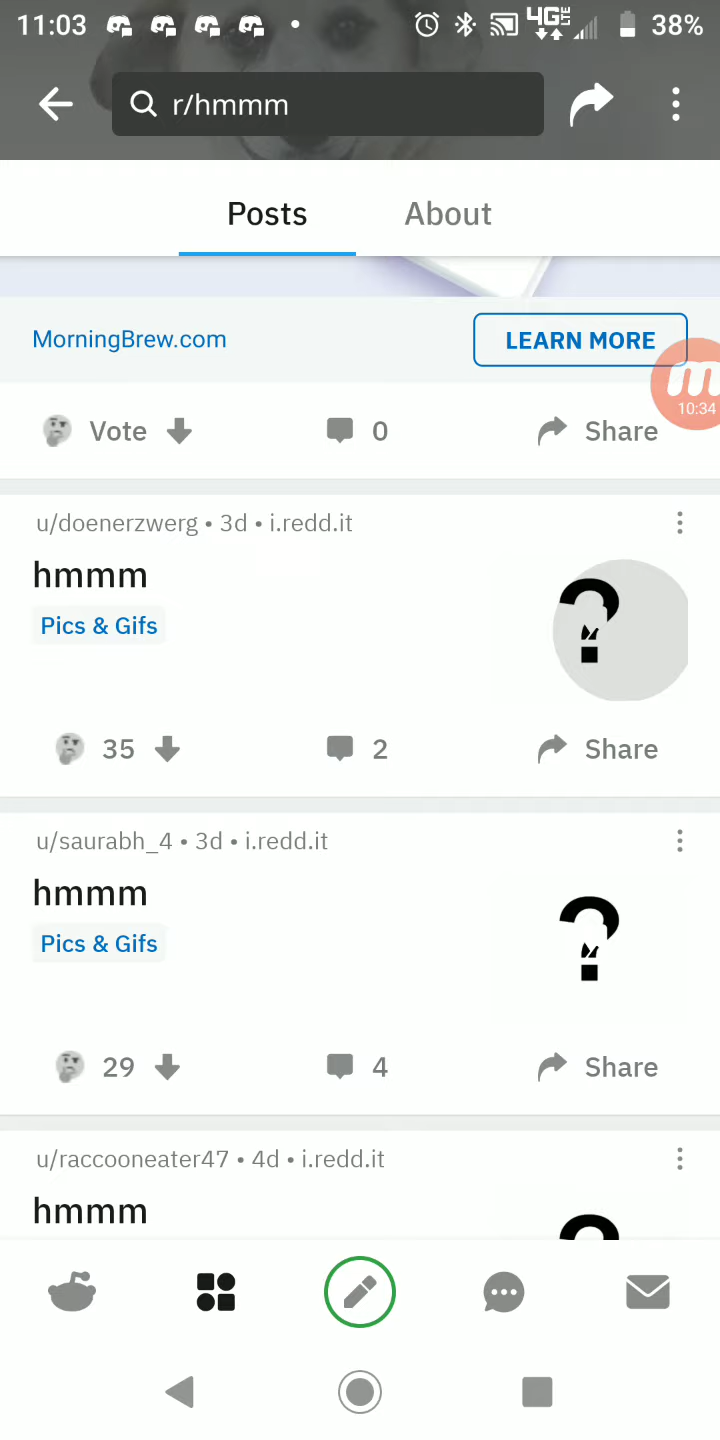 11:03 4G LTE 38%
r/hmmm
Posts About
MorningBrew.com LEARN MORE
10:34
Vote 0 Share
u/doenerzwerg • 3d • i.redd.it
hmmm
?
Pics & Gifs
35 2 Share
u/saurabh_4 • 3d • i.redd.it
hmmm
?
Pics & Gifs
29 4 Share
u/raccooneater47 • 4d • i.redd.it
hmmm